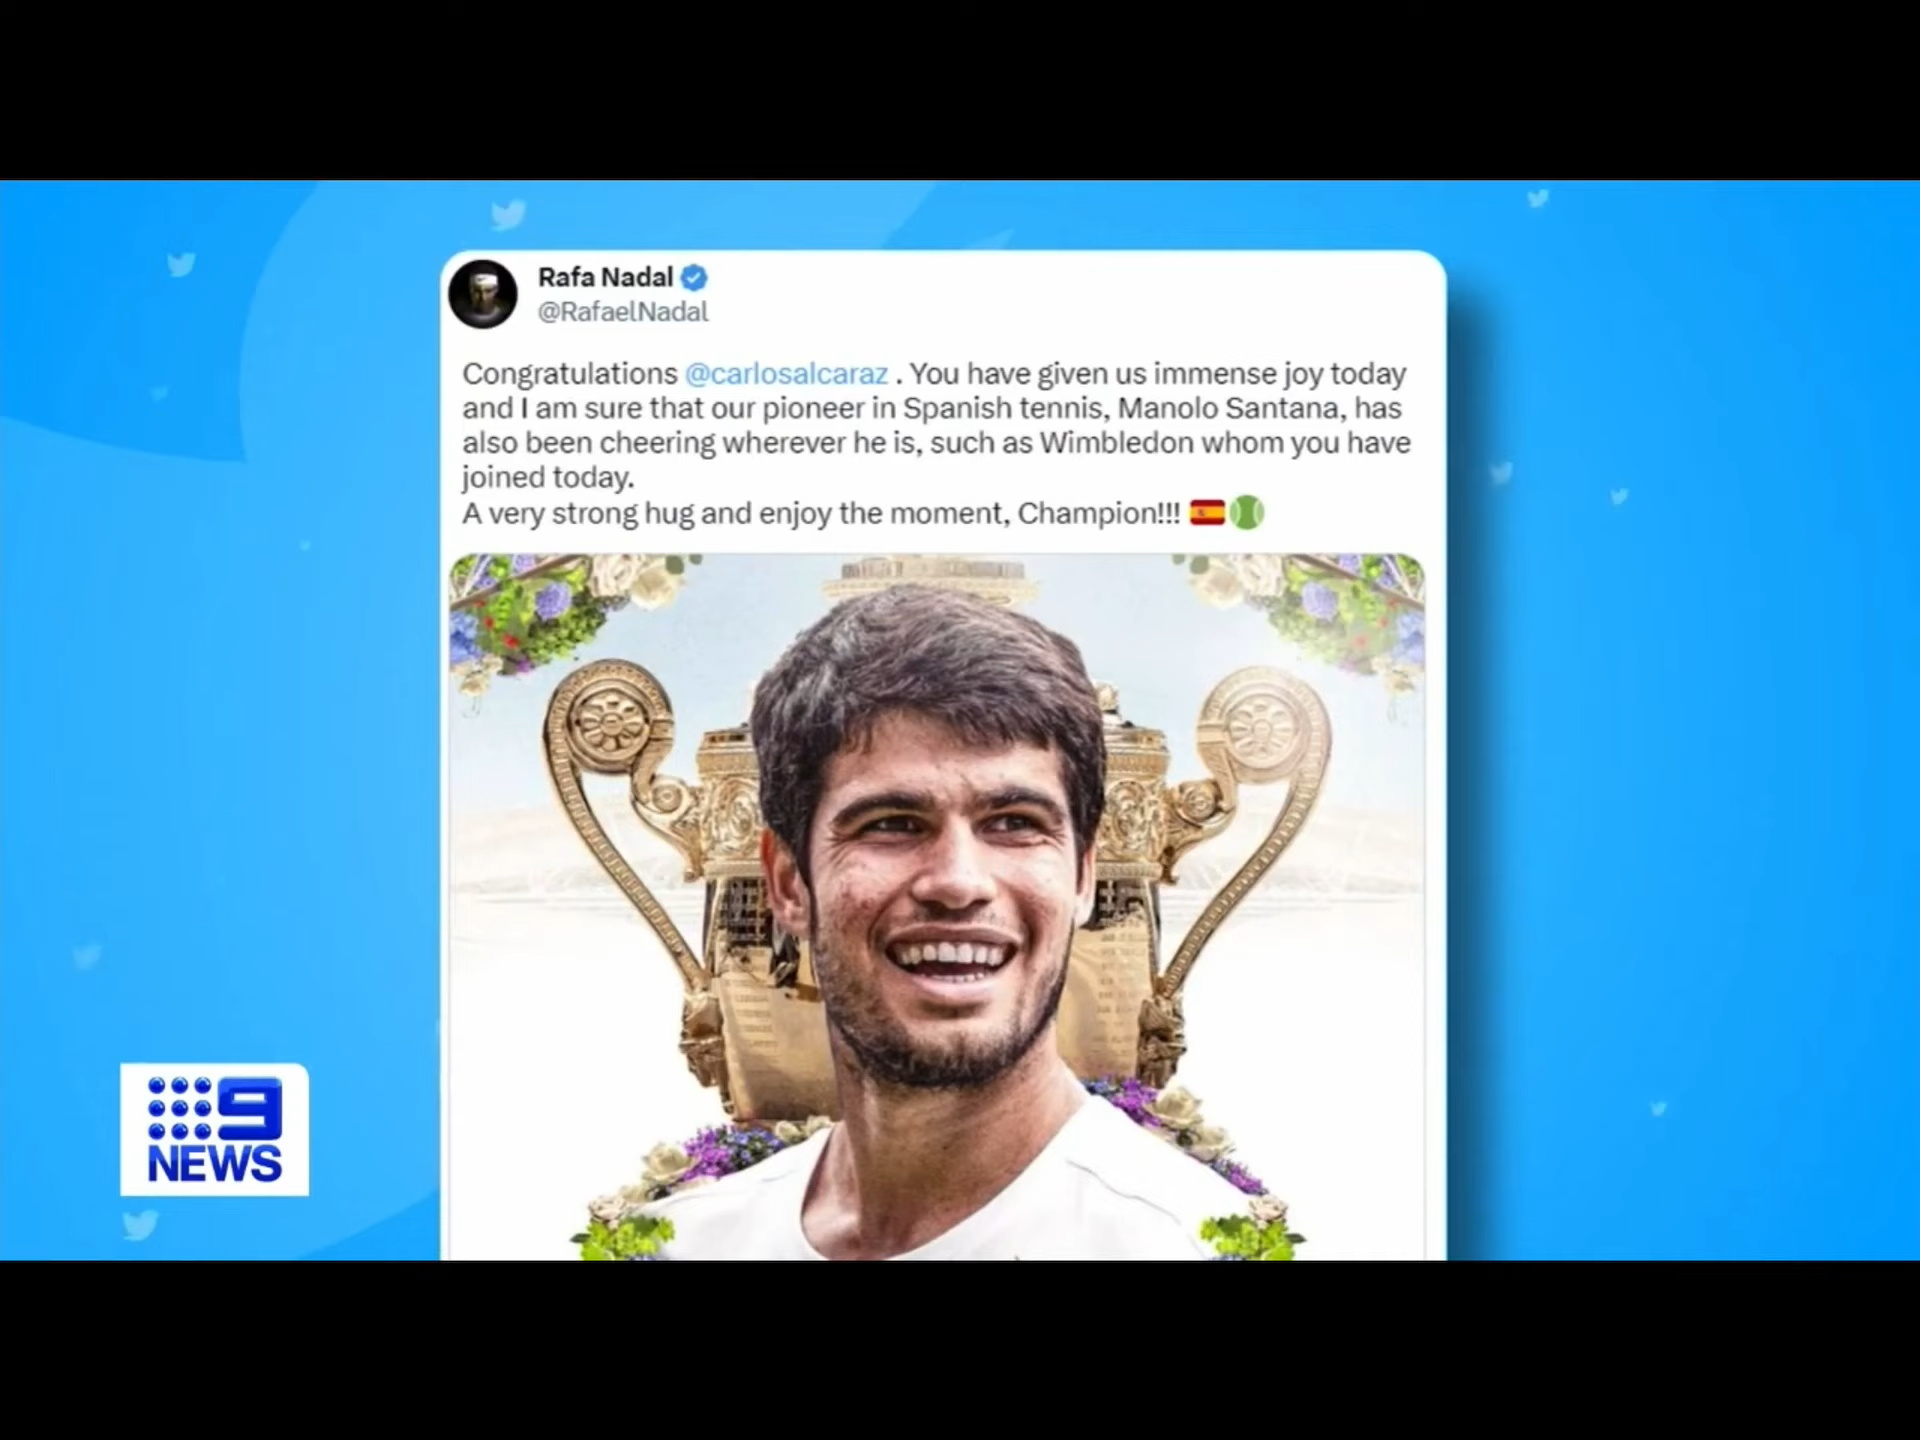 Rafa Nadal
@RafaelNadal
Congratulations @carlosalcaraz . You have given us immense joy today
and I am sure that our pioneer in Spanish tennis, Manolo Santana, has
also been cheering wherever he is, such as Wimbledon whom you have
joined today.
A very strong hug and enjoy the moment, Champion!!! 🇪🇸🎾
9
NEWS